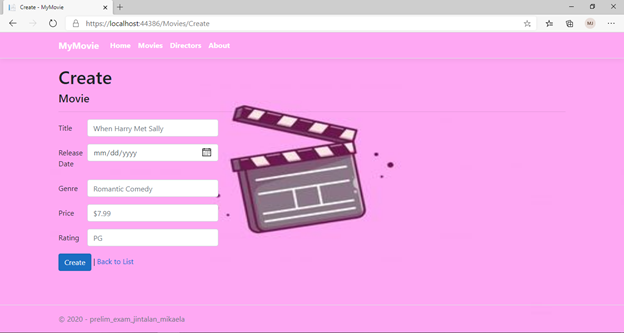 Create - MyMovie
https://localhost:44386/Movies/Create
MJ
MyMovie Home Movies Directors About
Create
Movie
Title When Harry Met Sally
Release Date mm/dd/yyyy
Genre Romantic Comedy
Price $7.99
Rating PG
Create | Back to List
© 2020 - prelim_exam_jintalan_mikaela